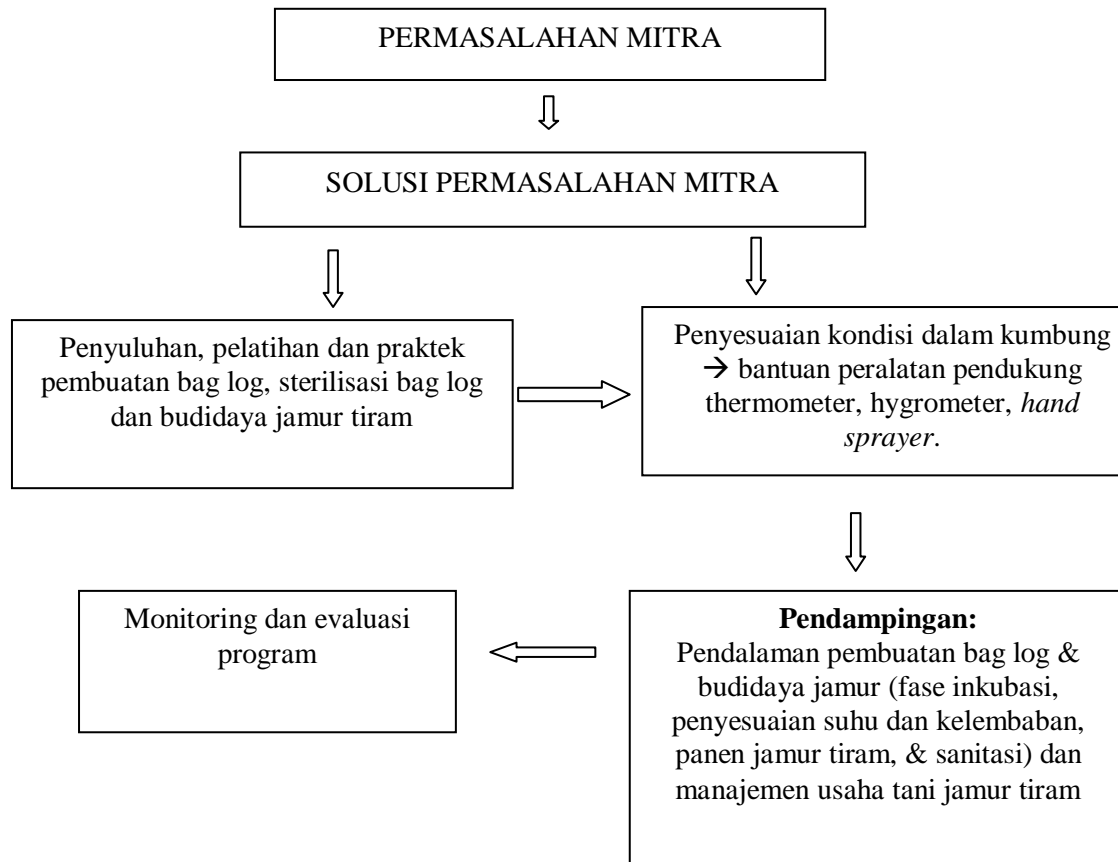 PERMASALAHAN MITRA
SOLUSI PERMASALAHAN MITRA
Penyuluhan, pelatihan dan praktek
pembuatan bag log, sterilisasi bag log
dan budidaya jamur tiram
Penyesuaian kondisi dalam kumbung
→ bantuan peralatan pendukung
thermometer, hygrometer, hand
sprayer.
Monitoring dan evaluasi
program
Pendampingan:
Pendalaman pembuatan bag log &
budidaya jamur (fase inkubasi,
penyesuaian suhu dan kelembaban,
panen jamur tiram, & sanitasi) dan
manajemen usaha tani jamur tiram